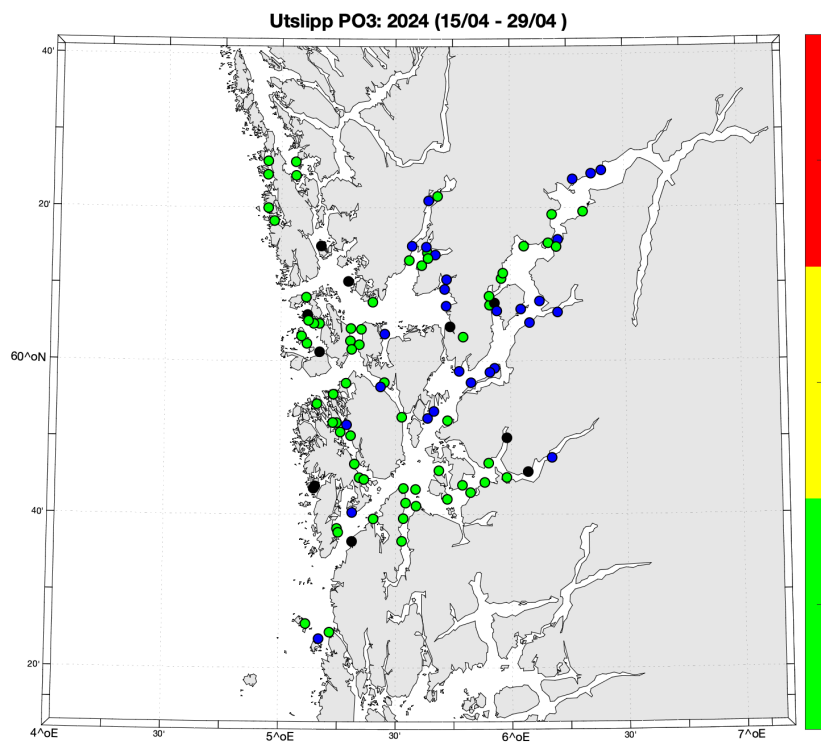 Utslipp PO3: 2024 (15/04 - 29/04 )
40'
20'
60^oN
40'
20'
4^oE
30'
5^oE
30'
6^oE
30'
7^oE